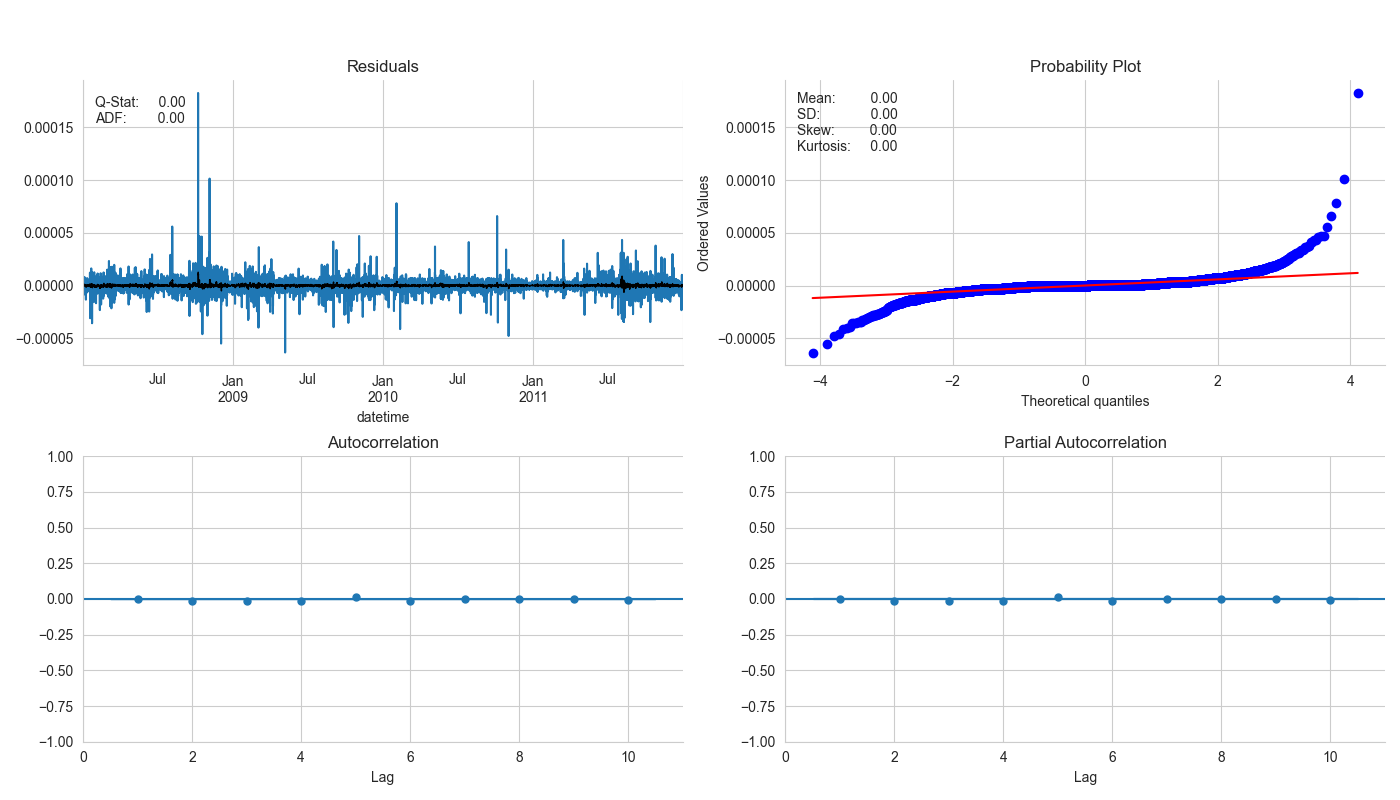 Residuals
Q-Stat: 0.00
ADF: 0.00
0.00015
0.00010
0.00005
0.00000
−0.00005
Jul
Jan
2009
Jul
Jan
2010
Jul
Jan
2011
Jul
datetime
Probability Plot
Mean: 0.00
SD: 0.00
Skew: 0.00
Kurtosis: 0.00
Ordered Values
0.00015
0.00010
0.00005
0.00000
−0.00005
−4
−2
0
2
4
Theoretical quantiles
Autocorrelation
1.00
0.75
0.50
0.25
0.00
−0.25
−0.50
−0.75
−1.00
0
2
4
6
8
10
Lag
Partial Autocorrelation
1.00
0.75
0.50
0.25
0.00
−0.25
−0.50
−0.75
−1.00
0
2
4
6
8
10
Lag